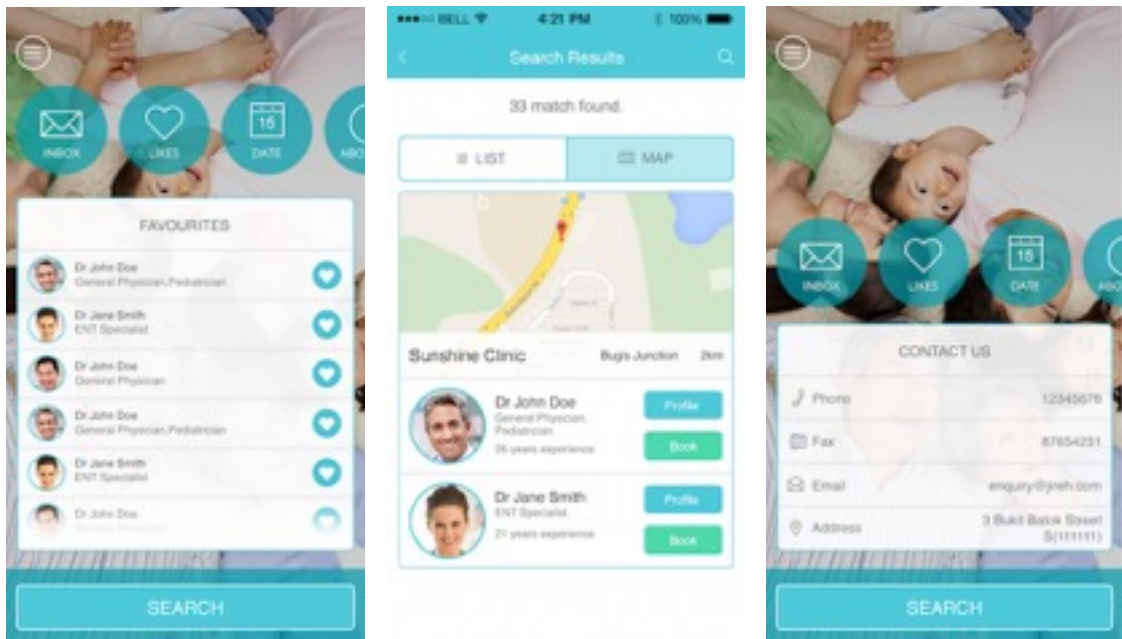 INBOX
LIKES
15
DATE
ABO
FAVOURITES
Dr John Doe
General Physician, Pediatrician
Dr Jane Smith
ENT Specialist
Dr John Doe
General Physician
Dr John Doe
General Physician, Pediatrician
Dr Jane Smith
ENT Specialist
Dr John Doe
SEARCH
BELL 4:21 PM 100%
Search Results
33 match found.
LIST MAP
Sunshine Clinic Bugis Junction 2km
Dr John Doe Profile
General Physician,
Pediatrician
26 years experience Book
Dr Jane Smith Profile
ENT Specialist
21 years experience Book
INBOX
LIKES
15
DATE
ABO
CONTACT US
Phone 12345678
Fax 87654231
Email enquiry@jireh.com
Address 3 Bukit Batok Street
S(111111)
SEARCH